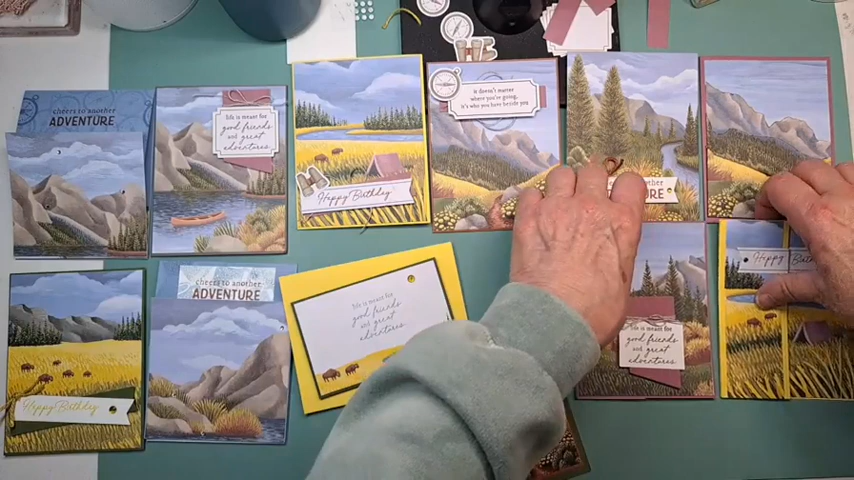 cheers to another
ADVENTURE
life is meant for
good friends
and great
adventures
it doesn't matter
where you're going,
it's who you have beside you
Happy Birthday
URE
Happy
cheers to another
ADVENTURE
life is meant for
good friends
and great
adventures
life is meant for
good friends
and great
adventures
Happy Birthday